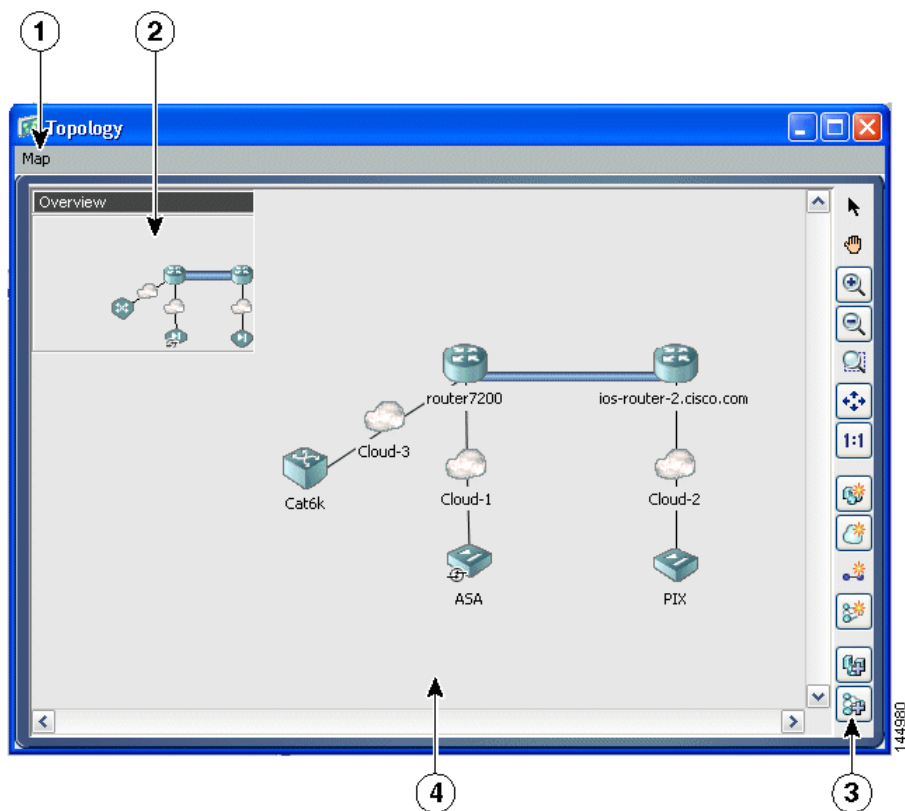 1
2
Topology
Map
Overview
router7200
ios-router-2.cisco.com
1:1
Cloud-3
Cat6k
Cloud-1
Cloud-2
ASA
PIX
144980
4
3